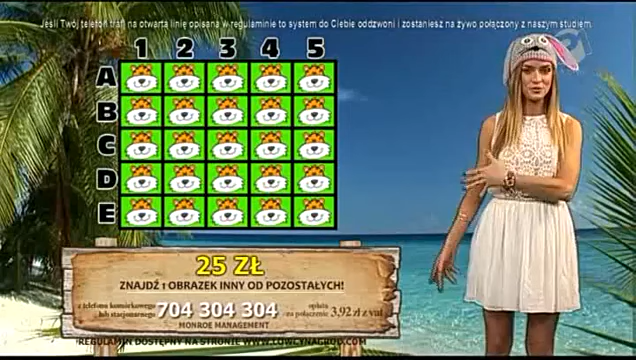 Jeśli Twój telefon trafi na otwartą linię opisaną w regulaminie to system do Ciebie oddzwoni i zostaniesz na żywo połączony z naszym studiem.
1 2 3 4 5
A
B
C
D
E
25 ZŁ
ZNAJDŹ 1 OBRAZEK INNY OD POZOSTAŁYCH!
z telefonu komórkowego lub stacjonarnego 704 304 304 opłata za połączenie 3,92 zł z vat
MONROE MANAGEMENT
REGULAMIN DOSTĘPNY NA STRONIE WWW.LOWCYNAGROD.COM